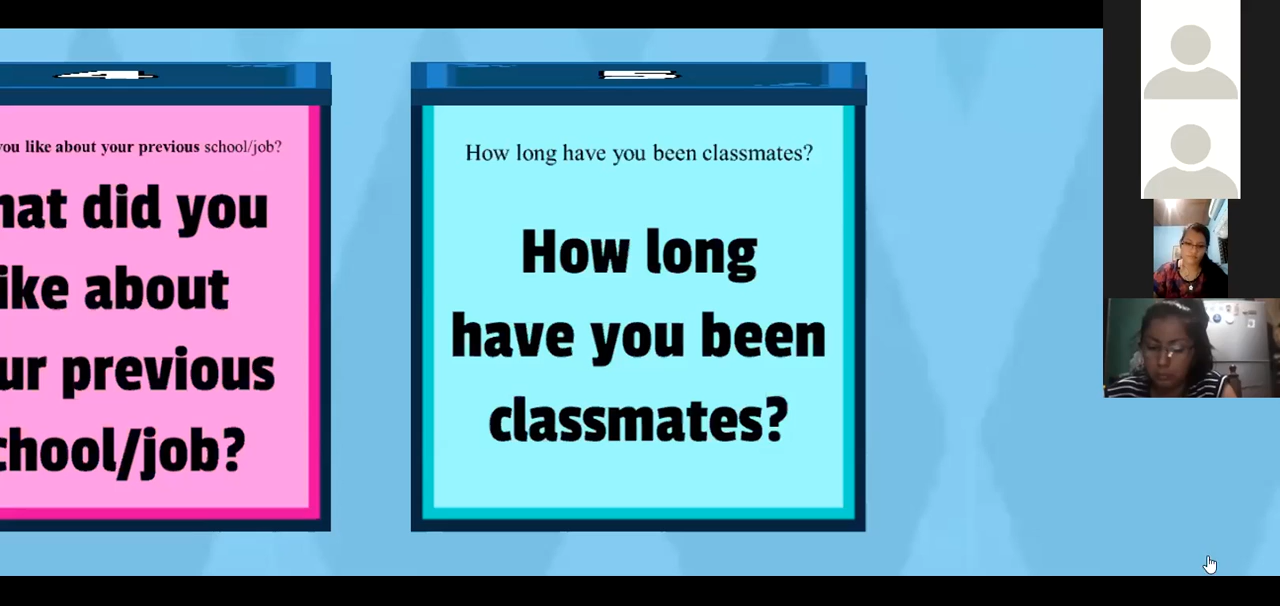 you like about your previous school/job?
hat did you
ike about
ur previous
chool/job?
How long have you been classmates?
How long
have you been
classmates?